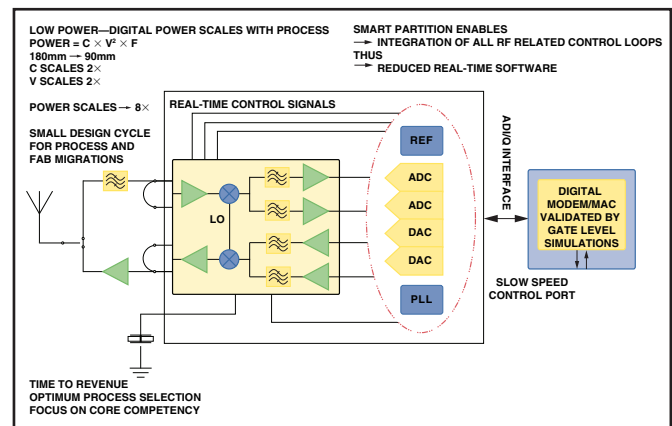 LOW POWER—DIGITAL POWER SCALES WITH PROCESS
POWER = C × V² × F
180mm → 90mm
C SCALES 2×
V SCALES 2×
POWER SCALES → 8×
SMALL DESIGN CYCLE
FOR PROCESS AND
FAB MIGRATIONS
SMART PARTITION ENABLES
→ INTEGRATION OF ALL RF RELATED CONTROL LOOPS
THUS
→ REDUCED REAL-TIME SOFTWARE
REAL-TIME CONTROL SIGNALS
LO
REF
ADC
ADC
DAC
DAC
PLL
ADI/Q INTERFACE
DIGITAL
MODEM/MAC
VALIDATED BY
GATE LEVEL
SIMULATIONS
SLOW SPEED
CONTROL PORT
TIME TO REVENUE
OPTIMUM PROCESS SELECTION
FOCUS ON CORE COMPETENCY